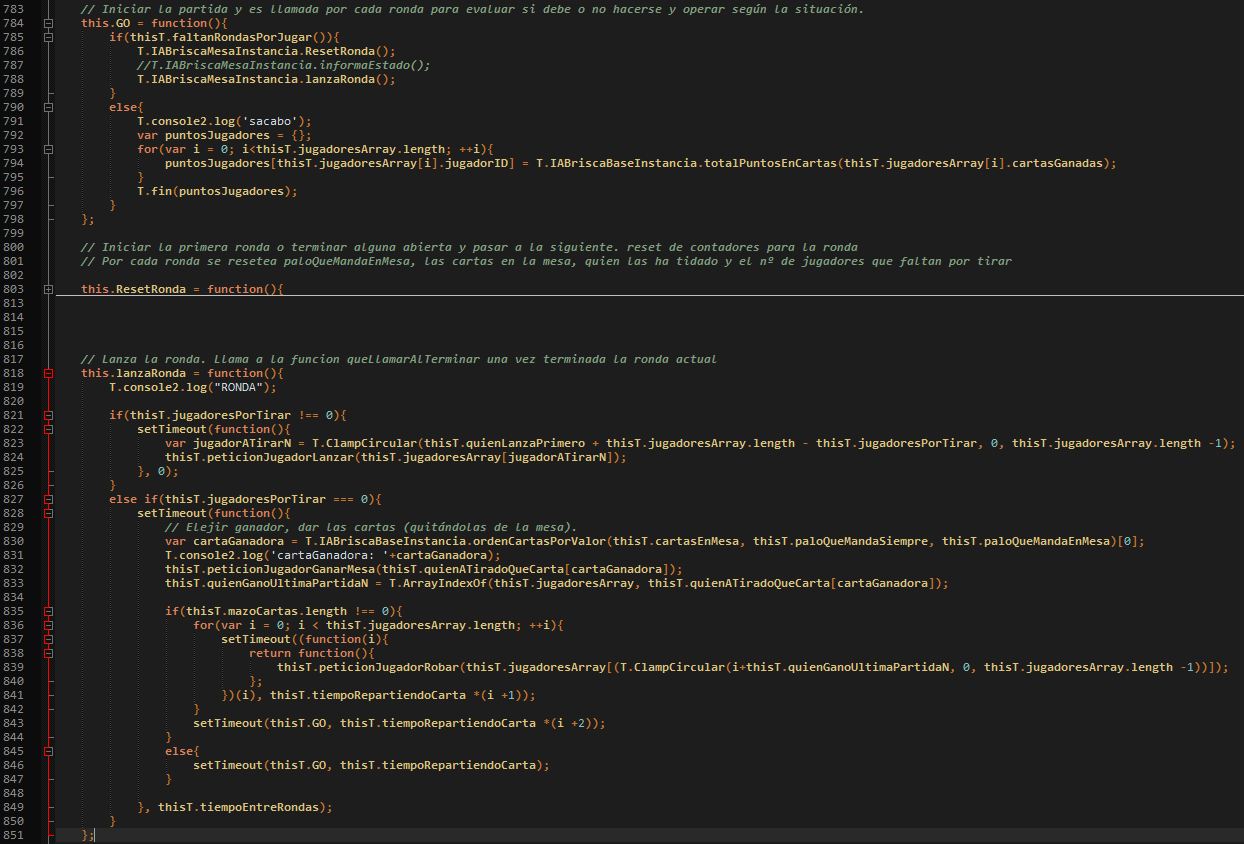 783 // Iniciar la partida y es llamada por cada ronda para evaluar si debe o no hacerse y operar según la situación.
784 this.GO = function(){
785 if(thisT.faltanRondasPorJugar()){
786 T.IABriscaMesaInstancia.ResetRonda();
787 //T.IABriscaMesaInstancia.informaEstado();
788 T.IABriscaMesaInstancia.lanzaRonda();
789 }
790 else{
791 T.console2.log('sacabo');
792 var puntosJugadores = {};
793 for(var i = 0; i<thisT.jugadoresArray.length; ++i){
794 puntosJugadores[thisT.jugadoresArray[i].jugadorID] = T.IABriscaBaseInstancia.totalPuntosEnCartas(thisT.jugadoresArray[i].cartasGanadas);
795 }
796 T.fin(puntosJugadores);
797 }
798 };
799
800 // Iniciar la primera ronda o terminar alguna abierta y pasar a la siguiente. reset de contadores para la ronda
801 // Por cada ronda se resetea paloQueMandaEnMesa, las cartas en la mesa, quien las ha tidado y el nº de jugadores que faltan por tirar
802
803 this.ResetRonda = function(){
813
814
815
816
817 // Lanza la ronda. Llama a la funcion queLlamarAlTerminar una vez terminada la ronda actual
818 this.lanzaRonda = function(){
819 T.console2.log("RONDA");
820
821 if(thisT.jugadoresPorTirar !== 0){
822 setTimeout(function(){
823 var jugadorATirarN = T.ClampCircular(thisT.quienLanzaPrimero + thisT.jugadoresArray.length - thisT.jugadoresPorTirar, 0, thisT.jugadoresArray.length -1);
824 thisT.peticionJugadorLanzar(thisT.jugadoresArray[jugadorATirarN]);
825 }, 0);
826 }
827 else if(thisT.jugadoresPorTirar === 0){
828 setTimeout(function(){
829 // Elejir ganador, dar las cartas (quitándolas de la mesa).
830 var cartaGanadora = T.IABriscaBaseInstancia.ordenCartasPorValor(thisT.cartasEnMesa, thisT.paloQueMandaSiempre, thisT.paloQueMandaEnMesa)[0];
831 T.console2.log('cartaGanadora: '+cartaGanadora);
832 thisT.peticionJugadorGanarMesa(thisT.quienATiradoQueCarta[cartaGanadora]);
833 thisT.quienGanoUltimaPartidaN = T.ArrayIndexOf(thisT.jugadoresArray, thisT.quienATiradoQueCarta[cartaGanadora]);
834
835 if(thisT.mazoCartas.length !== 0){
836 for(var i = 0; i < thisT.jugadoresArray.length; ++i){
837 setTimeout((function(i){
838 return function(){
839 thisT.peticionJugadorRobar(thisT.jugadoresArray[(T.ClampCircular(i+thisT.quienGanoUltimaPartidaN, 0, thisT.jugadoresArray.length -1))]);
840 };
841 })(i), thisT.tiempoRepartiendoCarta *(i +1));
842 }
843 setTimeout(thisT.GO, thisT.tiempoRepartiendoCarta *(i +2));
844 }
845 else{
846 setTimeout(thisT.GO, thisT.tiempoRepartiendoCarta);
847 }
848
849 }, thisT.tiempoEntreRondas);
850 }
851 };